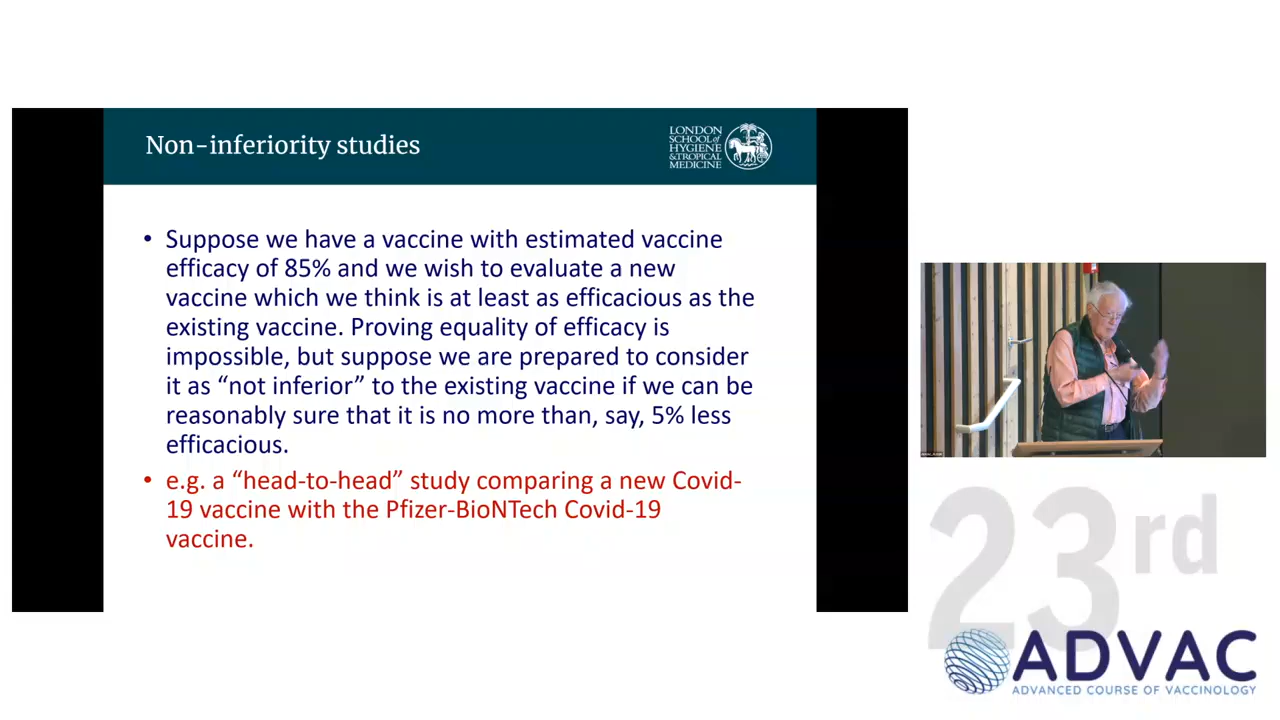 Non-inferiority studies
LONDON
SCHOOL of
HYGIENE
& TROPICAL
MEDICINE
• Suppose we have a vaccine with estimated vaccine
efficacy of 85% and we wish to evaluate a new
vaccine which we think is at least as efficacious as the
existing vaccine. Proving equality of efficacy is
impossible, but suppose we are prepared to consider
it as “not inferior” to the existing vaccine if we can be
reasonably sure that it is no more than, say, 5% less
efficacious.
• e.g. a “head-to-head” study comparing a new Covid-
19 vaccine with the Pfizer-BioNTech Covid-19
vaccine.
23rd
ADVAC
ADVANCED COURSE OF VACCINOLOGY